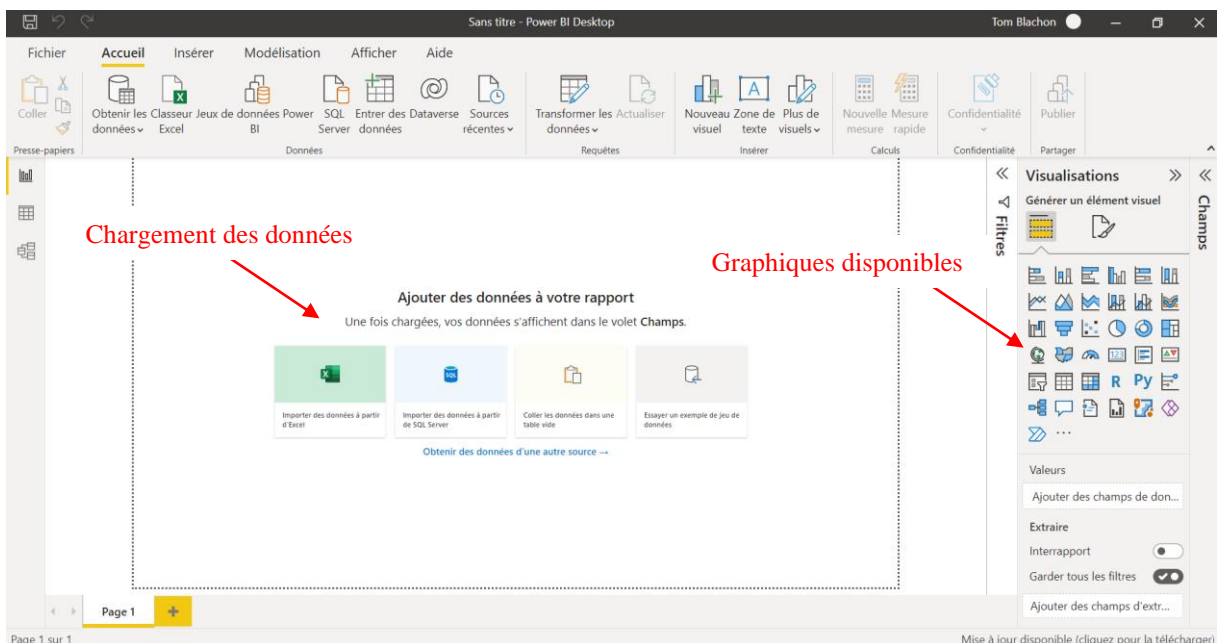 Sans titre - Power BI Desktop
Tom Blachon
Fichier Accueil Insérer Modélisation Afficher Aide
Coller
Obtenir les données
Classeur Excel
Jeux de données Power BI
SQL Server
Entrer des données
Dataverse
Sources récentes
Transformer les données
Actualiser
Nouveau visuel
Zone de texte
Plus de visuels
Nouvelle mesure
Mesure rapide
Confidentialité
Publier
Presse-papiers
Données
Requêtes
Insérer
Calculs
Confidentialité
Partager
Chargement des données
Graphiques disponibles
Ajouter des données à votre rapport
Une fois chargées, vos données s'affichent dans le volet Champs.
Importer des données à partir
d'Excel
Importer des données à partir
de SQL Server
Coller les données dans une
table vide
Essayer un exemple de jeu de
données
Obtenir des données d'une autre source →
Filtres
Visualisations
Générer un élément visuel
123
R Py
Valeurs
Ajouter des champs de don...
Extraire
Interrapport
Garder tous les filtres
Ajouter des champs d'extr...
Champs
Page 1
Page 1 sur 1
Mise à jour disponible (cliquez pour la télécharger)